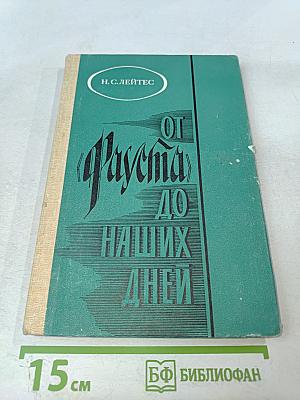 Н. С. ЛЕЙТЕС
ОТ
«Фауста»
ДО
НАШИХ
ДНЕЙ
15 см
БФ БИБЛИОФАН